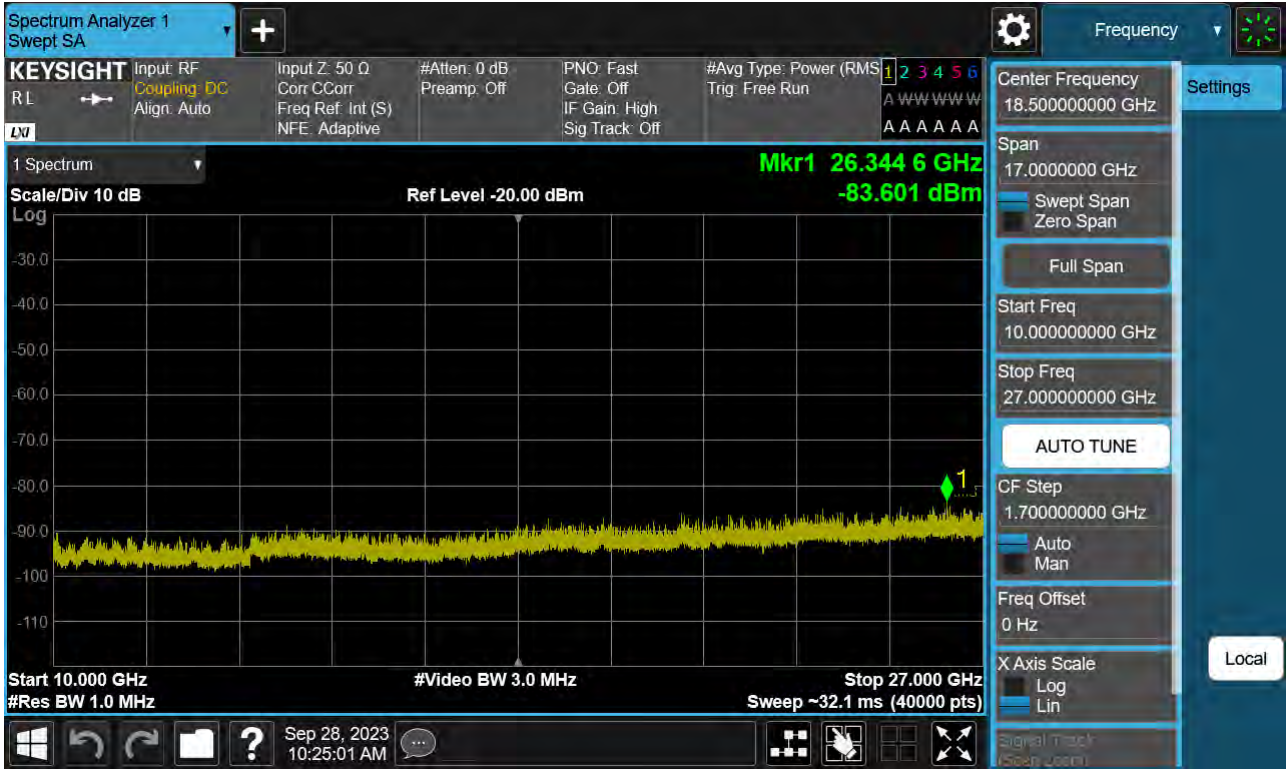 Spectrum Analyzer 1
Swept SA
Frequency
KEYSIGHT
R L
LXI
Input: RF
Coupling: DC
Align: Auto
Input Z: 50 Ω
Corr CCorr
Freq Ref: Int (S)
NFE: Adaptive
#Atten: 0 dB
Preamp: Off
PNO: Fast
Gate: Off
IF Gain: High
Sig Track: Off
#Avg Type: Power (RMS
Trig: Free Run
1 2 3 4 5 6
A W W W W W
A A A A A A
1 Spectrum
Scale/Div 10 dB
Ref Level -20.00 dBm
Mkr1 26.344 6 GHz
-83.601 dBm
Log
-30.0
-40.0
-50.0
-60.0
-70.0
-80.0
-90.0
-100
-110
1
Start 10.000 GHz
#Video BW 3.0 MHz
Stop 27.000 GHz
#Res BW 1.0 MHz
Sweep ~32.1 ms (40000 pts)
Sep 28, 2023
10:25:01 AM
Center Frequency
18.500000000 GHz
Settings
Span
17.0000000 GHz
Swept Span
Zero Span
Full Span
Start Freq
10.000000000 GHz
Stop Freq
27.000000000 GHz
AUTO TUNE
CF Step
1.700000000 GHz
Auto
Man
Freq Offset
0 Hz
X Axis Scale
Log
Lin
Local
Signal Track
(Span Zoom)